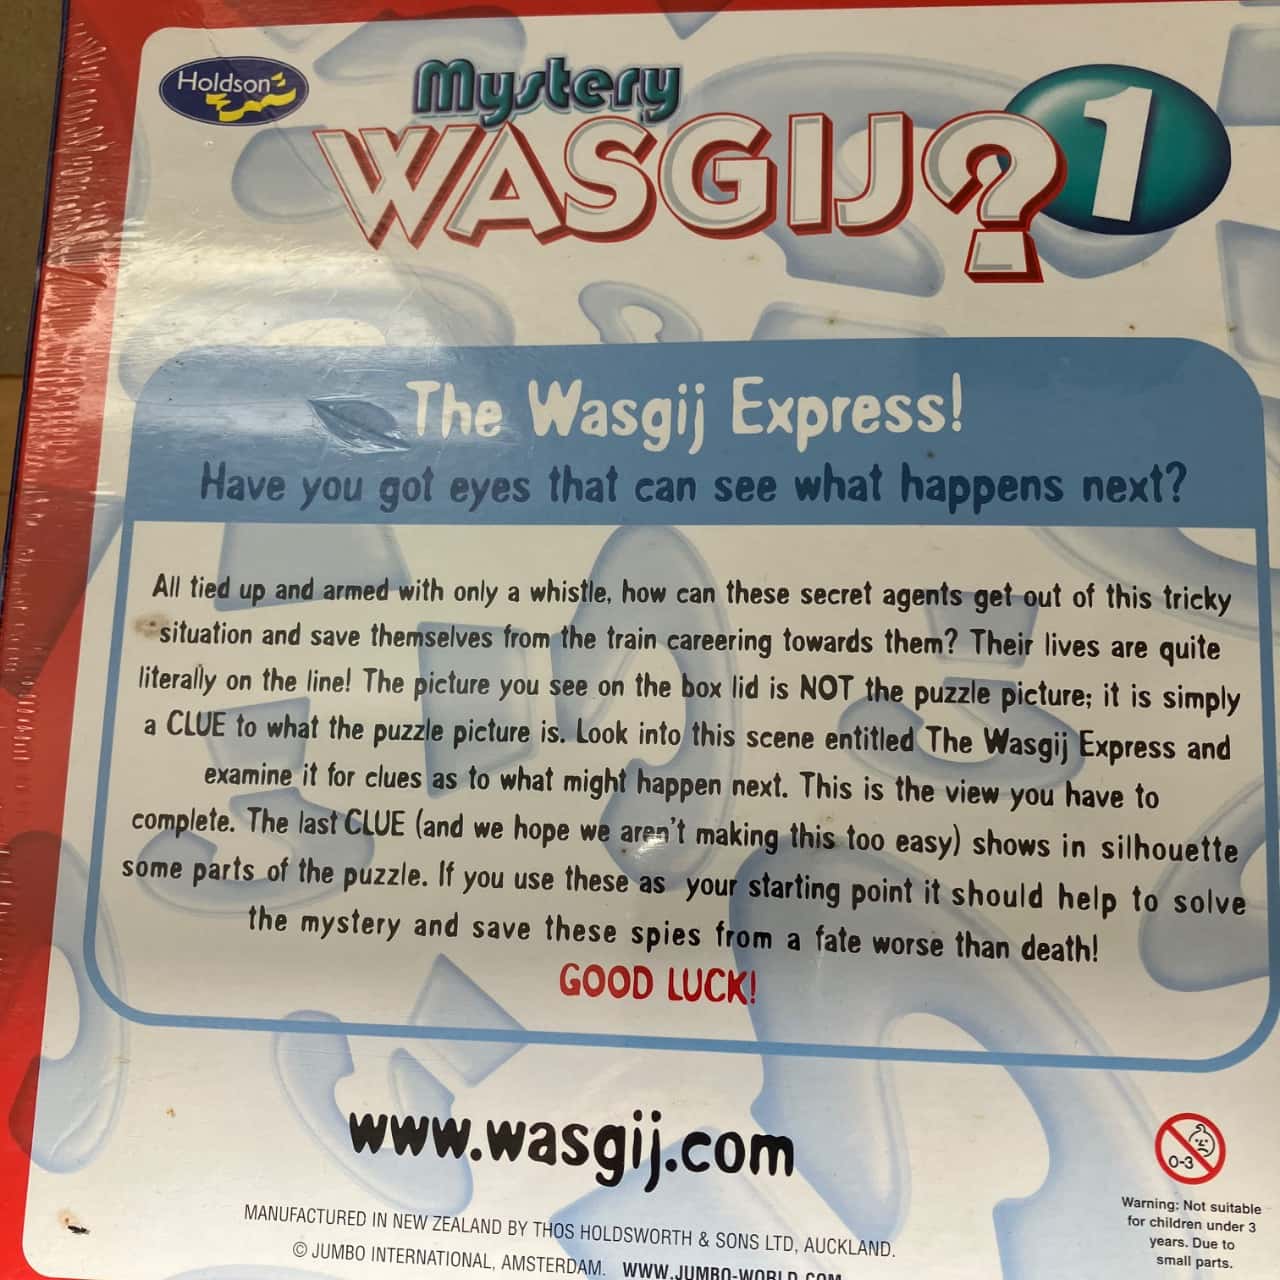 Holdson
Mystery
WASGIJ? 1
The Wasgij Express!
Have you got eyes that can see what happens next?
All tied up and armed with only a whistle, how can these secret agents get out of this tricky
situation and save themselves from the train careering towards them? Their lives are quite
literally on the line! The picture you see on the box lid is NOT the puzzle picture; it is simply
a CLUE to what the puzzle picture is. Look into this scene entitled The Wasgij Express and
examine it for clues as to what might happen next. This is the view you have to
complete. The last CLUE (and we hope we aren't making this too easy) shows in silhouette
some parts of the puzzle. If you use these as your starting point it should help to solve
the mystery and save these spies from a fate worse than death!
GOOD LUCK!
www.wasgij.com
0-3
Warning: Not suitable
for children under 3
years. Due to
small parts.
MANUFACTURED IN NEW ZEALAND BY THOS HOLDSWORTH & SONS LTD, AUCKLAND.
© JUMBO INTERNATIONAL, AMSTERDAM. WWW.JUMBO-WORLD.COM